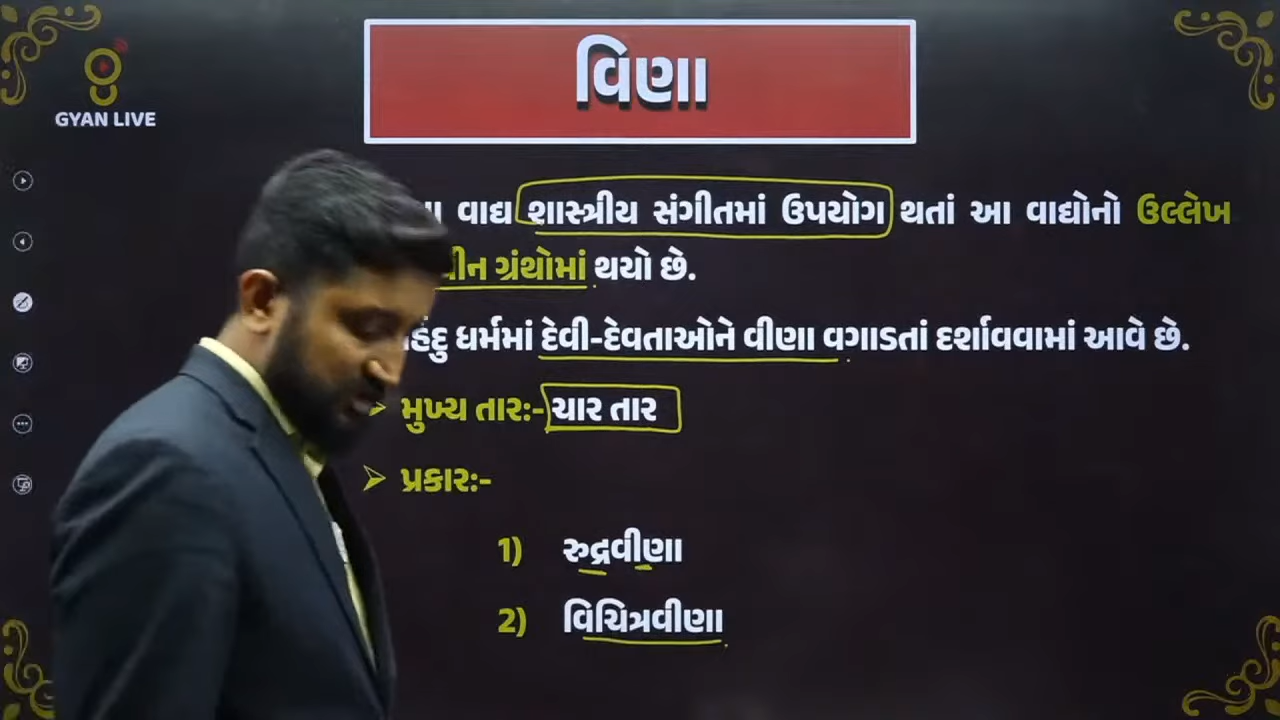 વિણા
GYAN LIVE
વાદ્ય શાસ્ત્રીય સંગીતમાં ઉપયોગ થતાં આ વાદ્યોનો ઉલ્લેખ
ગ્રંથોમાં થયો છે.
હિંદુ ધર્મમાં દેવી-દેવતાઓને વીણા વગાડતાં દર્શાવવામાં આવે છે.
મુખ્ય તાર:- ચાર તાર
પ્રકાર:-
1) રુદ્રવીણા
2) વિચિત્રવીણા